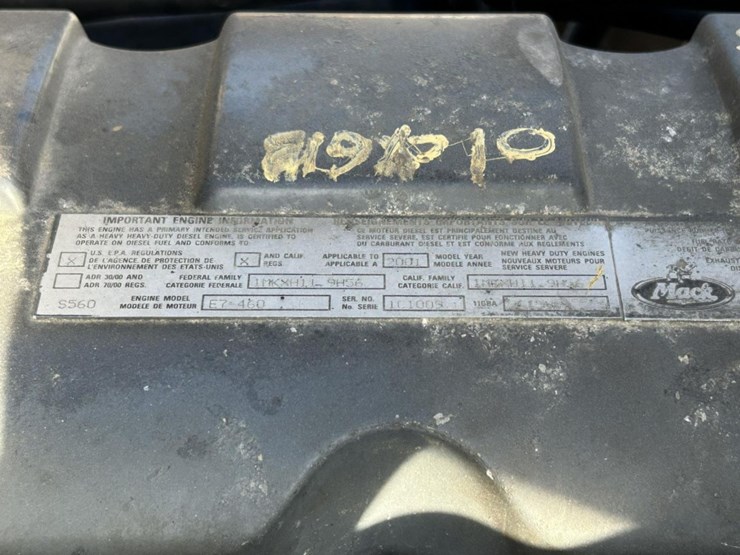 IMPORTANT ENGINE INFORMATION
THIS ENGINE HAS A PRIMARY INTENDED SERVICE APPLICATION
AS A HEAVY HEAVY-DUTY DIESEL ENGINE, IS CERTIFIED TO
OPERATE ON DIESEL FUEL AND CONFORMS TO
CE MOTEUR DIESEL EST PRINCIPALEMENT DESTINE AU
SERVICE SEVERE, EST CERTIFIE POUR FONCTIONNER AVEC
DU CARBURANT DIESEL ET EST CONFORME AUX REGLEMENTS
X U.S. E.P.A. REGULATIONS
DE L'AGENCE DE PROTECTION DE
L'ENVIRONNEMENT DES ETATS-UNIS
X AND CALIF.
REGS.
APPLICABLE TO
APPLICABLE A
2001
MODEL YEAR
MODELE ANNEE
NEW HEAVY DUTY ENGINES
NOUVEAUX MOTEURS POUR
SERVICE SERVERE
ADR 30/00 AND
ADR 70/00 REGS.
FEDERAL FAMILY
CATEGORIE FEDERALE
1MKXH11.9H56
CALIF. FAMILY
CATEGORIE CALIF.
S560
ENGINE MODEL
MODELE DE MOTEUR
E7-460
SER. NO.
No. SERIE
1C1009
Mack